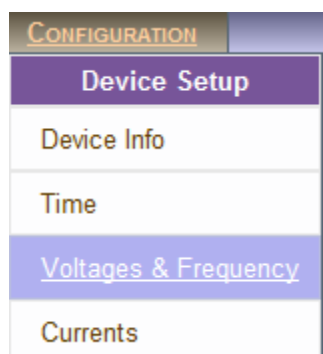 CONFIGURATION
Device Setup
Device Info
Time
Voltages & Frequency
Currents